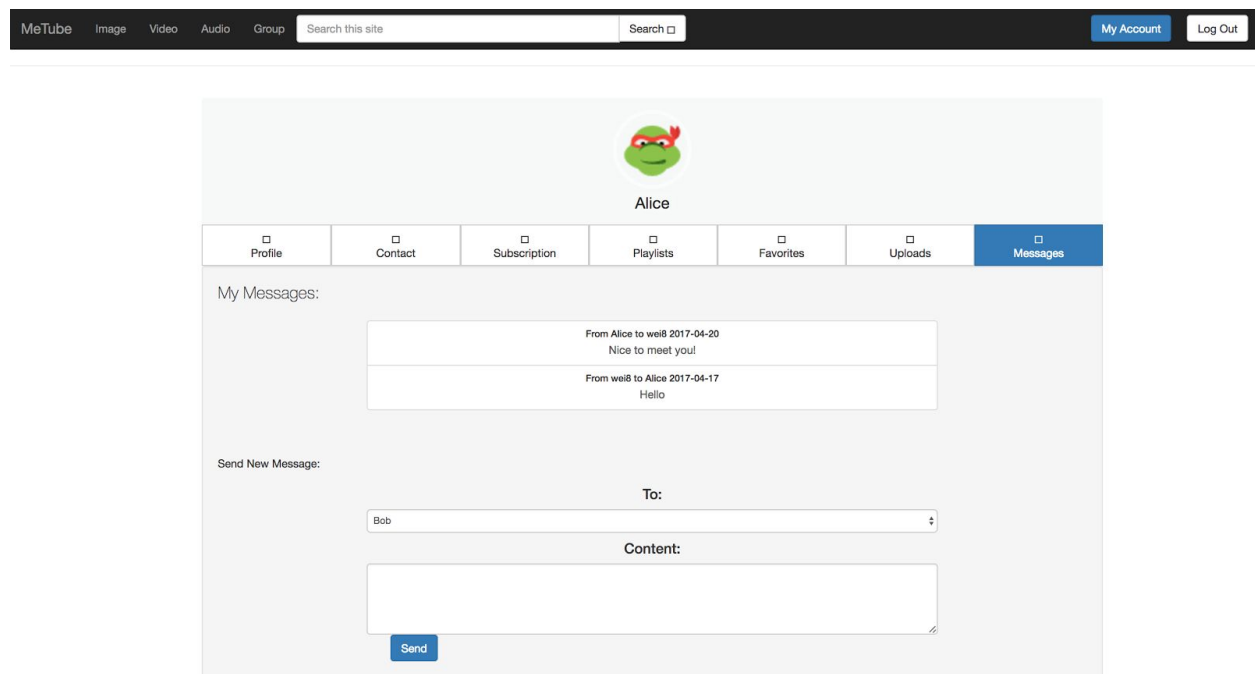 MeTube Image Video Audio Group Search this site Search My Account Log Out
Alice
Profile Contact Subscription Playlists Favorites Uploads Messages
My Messages:
From Alice to wei8 2017-04-20
Nice to meet you!
From wei8 to Alice 2017-04-17
Hello
Send New Message:
To:
Bob
Content:
Send